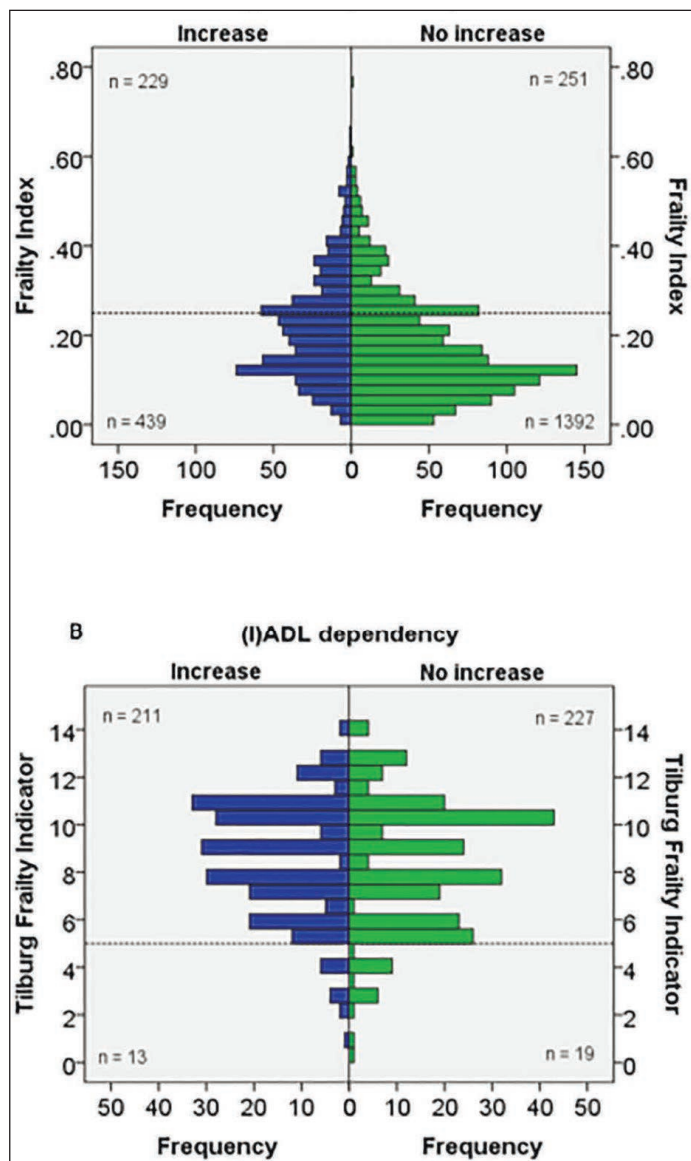 Increase No increase
.80 .80
n = 229 n = 251
.60 .60
Frailty Index Frailty Index
.40 .40
.20 .20
n = 439 n = 1392
.00 .00
150 100 50 0 50 100 150
Frequency Frequency
B (I)ADL dependency
Increase No increase
n = 211 n = 227
14 14
12 12
10 10
Tilburg Frailty Indicator Tilburg Frailty Indicator
8 8
6 6
4 4
2 2
n = 13 n = 19
0 0
50 40 30 20 10 0 10 20 30 40 50
Frequency Frequency